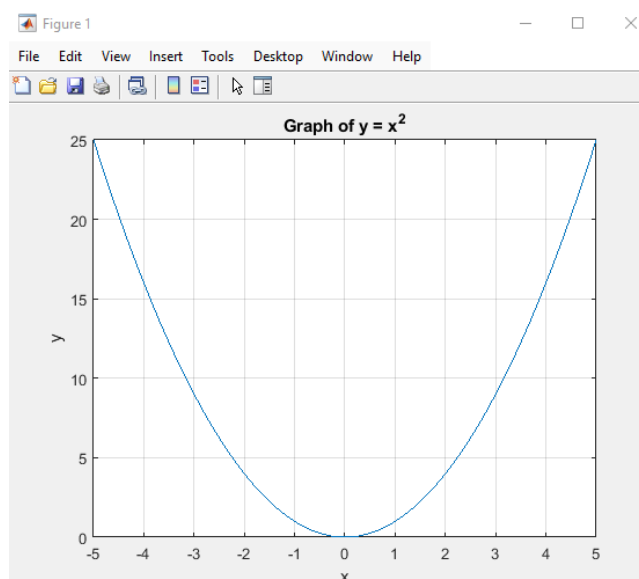 Figure 1
File Edit View Insert Tools Desktop Window Help
Graph of y = x²
25
20
15
10
5
0
y
-5 -4 -3 -2 -1 0 1 2 3 4 5
x